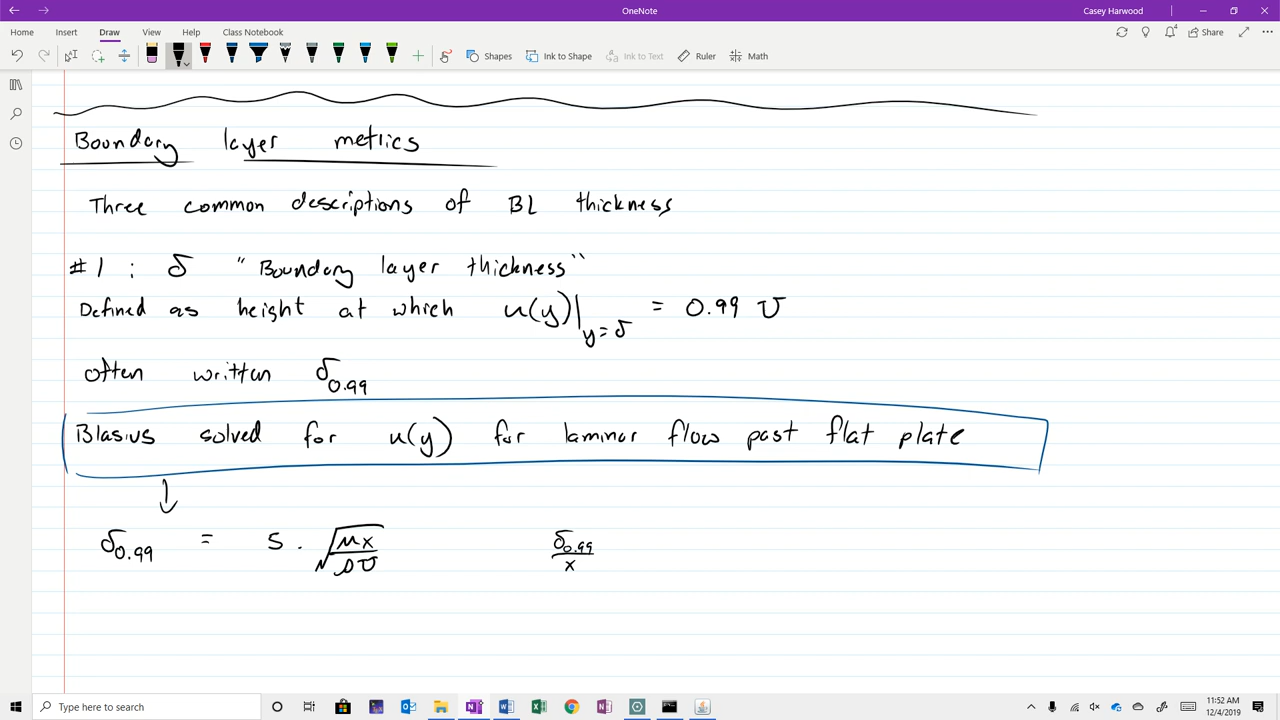 OneNote
Casey Harwood
Home Insert Draw View Help Class Notebook
Share
Shapes Ink to Shape Ink to Text Ruler Math
Boundary layer metrics
Three common descriptions of BL thickness
#1 : δ "Boundary layer thickness"
Defined as height at which u(y)|y=δ = 0.99 U
often written δ0.99
Blasius solved for u(y) for laminar flow past flat plate
↓
δ0.99 = 5 · √(μx/ρU) δ0.99/x
Type here to search
11:52 AM
12/4/2019